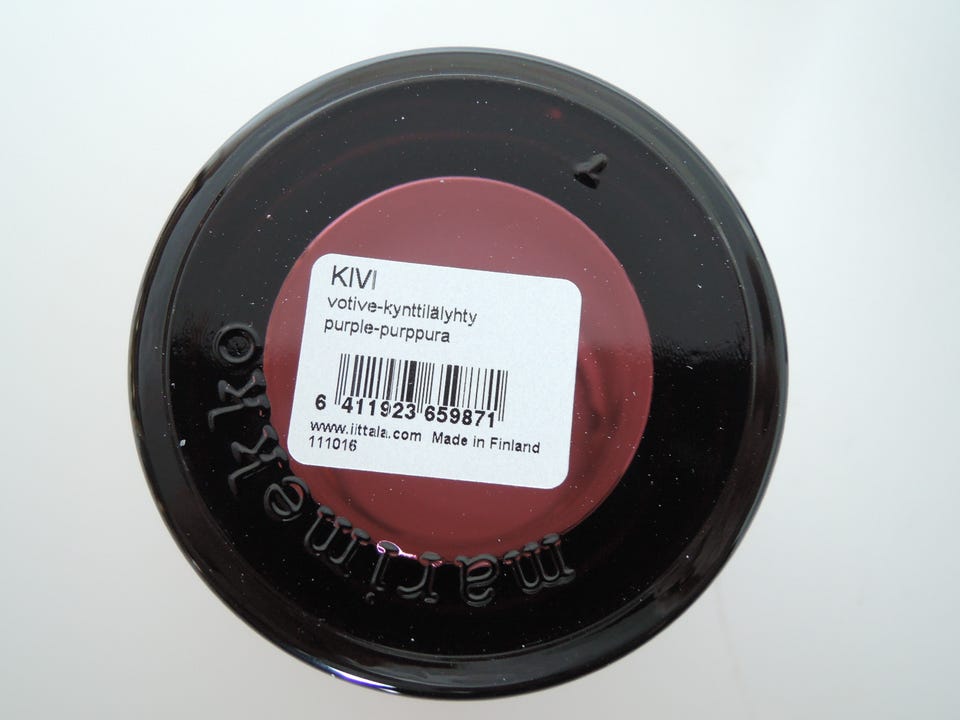 KIVI
votive-kynttilälyhty
purple-purppura
6 411923 659871
www.iittala.com Made in Finland
111016
marimekko